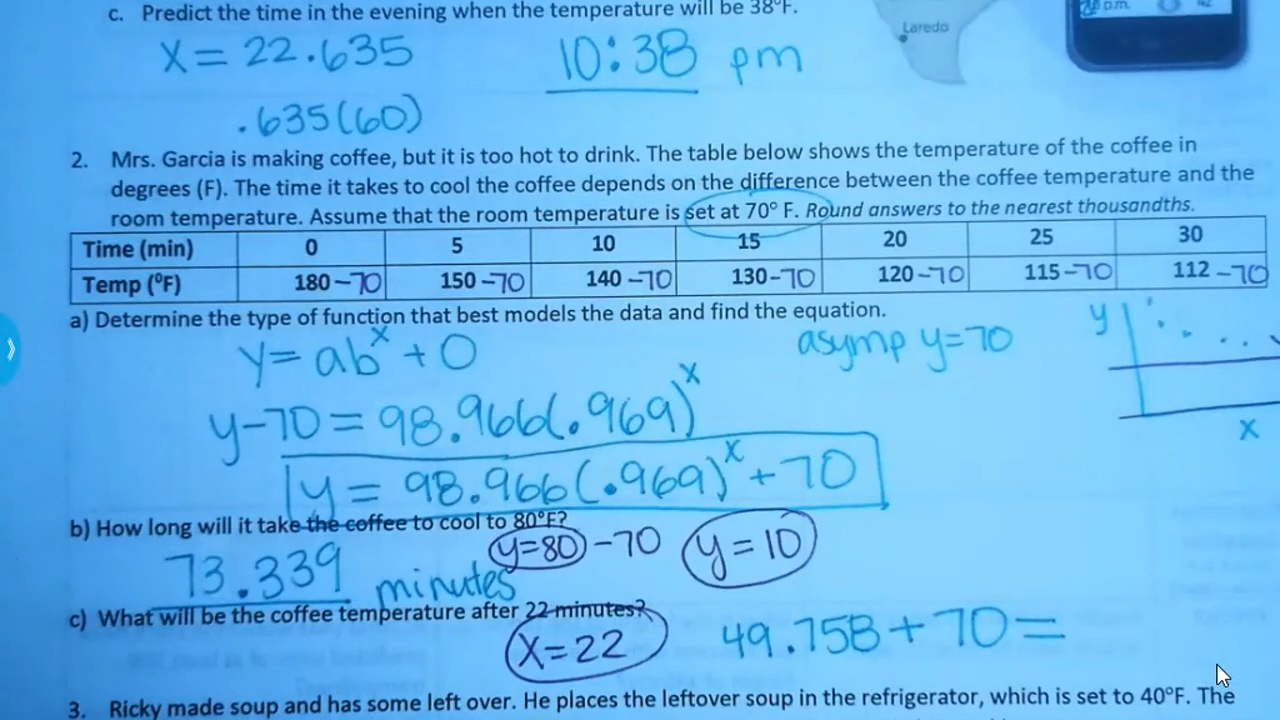 c. Predict the time in the evening when the temperature will be 38°F.
Laredo
p.m.
x = 22.635 10:38 pm
.635(60)
2. Mrs. Garcia is making coffee, but it is too hot to drink. The table below shows the temperature of the coffee in
degrees (F). The time it takes to cool the coffee depends on the difference between the coffee temperature and the
room temperature. Assume that the room temperature is set at 70° F. Round answers to the nearest thousandths.
Time (min) 0 5 10 15 20 25 30
Temp (°F) 180-70 150-70 140-70 130-70 120-70 115-70 112-70
a) Determine the type of function that best models the data and find the equation.
y = ab^x + 0 asymp y=70 y
y-70 = 98.966(.969)^x
x
y = 98.966(.969)^x + 70
b) How long will it take the coffee to cool to 80°F?
73.339 minutes y=80 -70 y=10
c) What will be the coffee temperature after 22 minutes?
x=22 49.758+70=
3. Ricky made soup and has some left over. He places the leftover soup in the refrigerator, which is set to 40°F. The